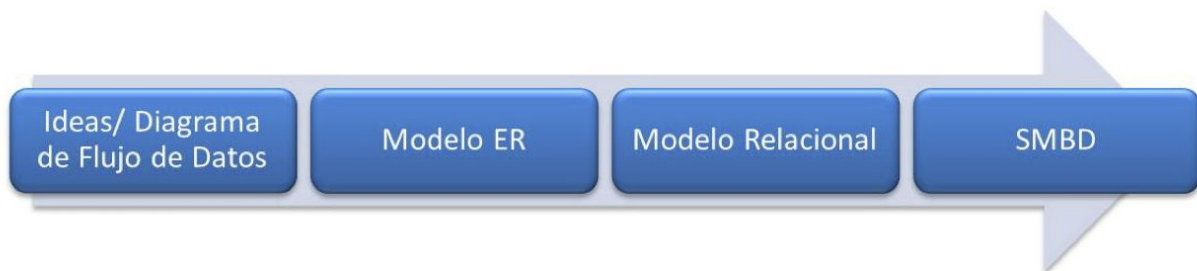 Ideas/ Diagrama
de Flujo de Datos
Modelo ER
Modelo Relacional
SMBD